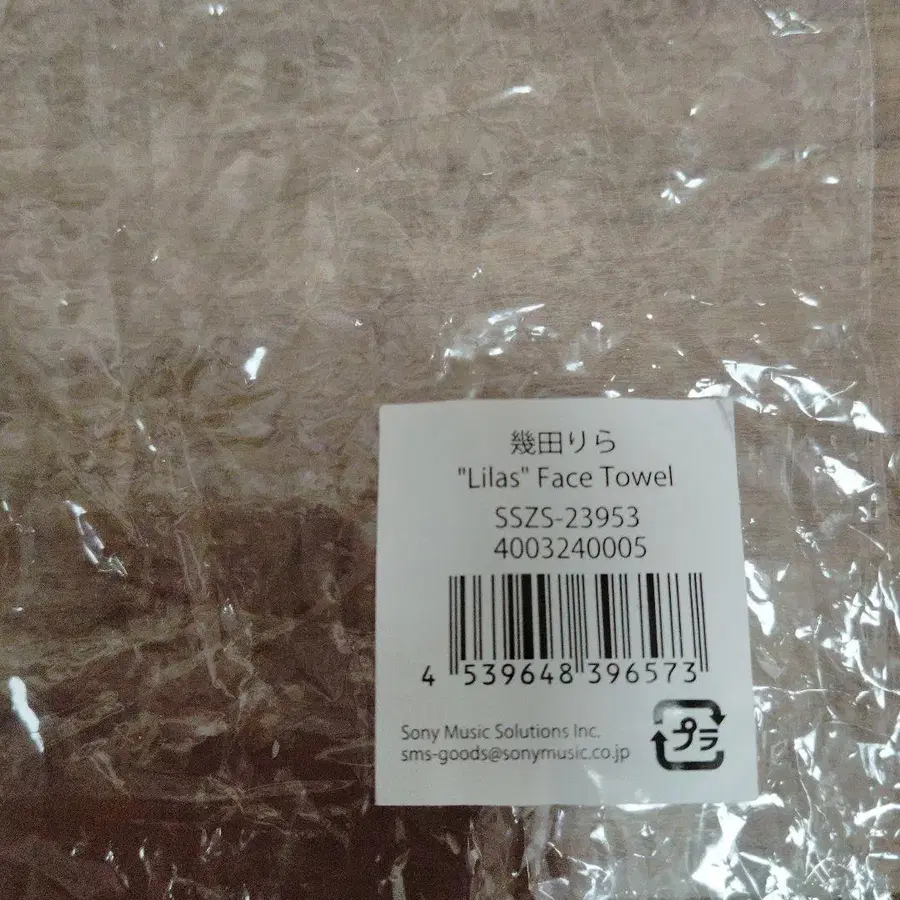 幾田りら
"Lilas" Face Towel
SSZS-23953
4003240005
4 539648 396573
Sony Music Solutions Inc.
sms-goods@sonymusic.co.jp
プラ